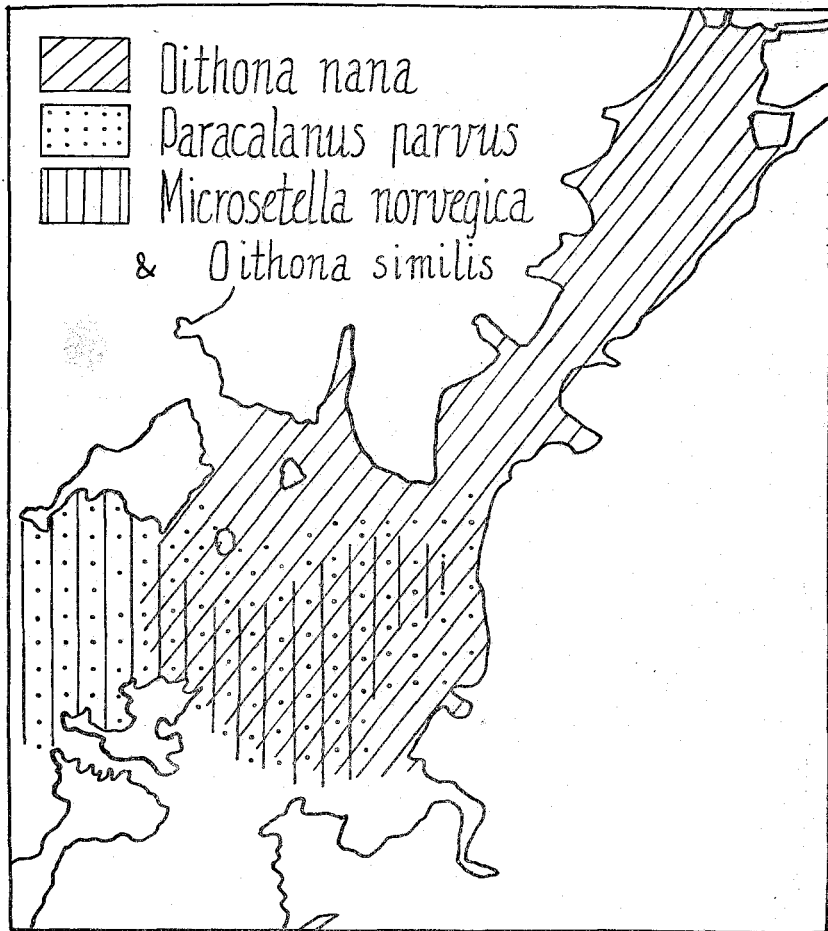 Oithona nana
Paracalanus parvus
Microsetella norvegica
& Oithona similis